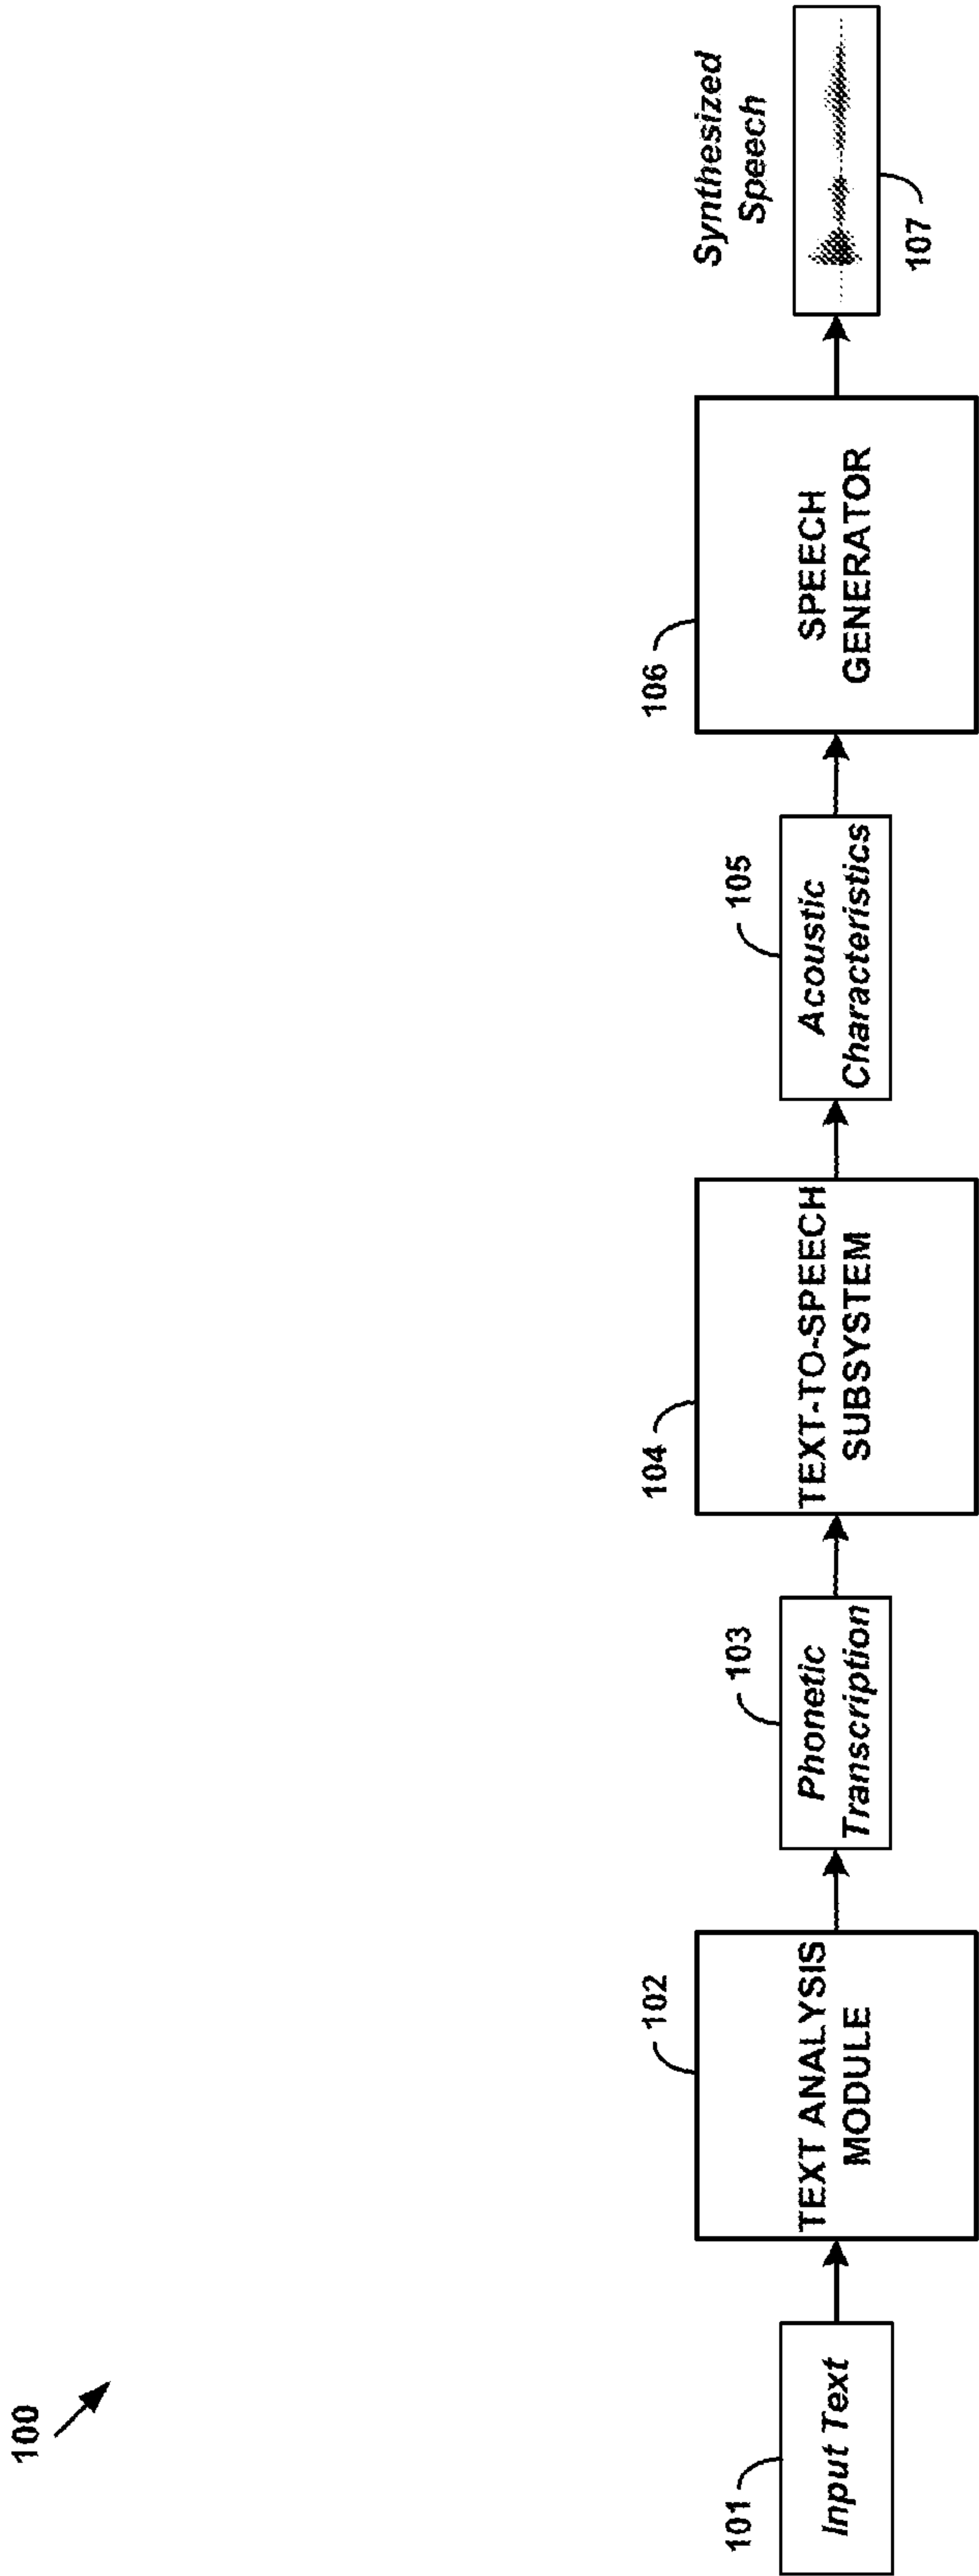 100
101
Input Text
102
TEXT ANALYSIS
MODULE
103
Phonetic
Transcription
104
TEXT-TO-SPEECH
SUBSYSTEM
105
Acoustic
Characteristics
106
SPEECH
GENERATOR
Synthesized
Speech
107